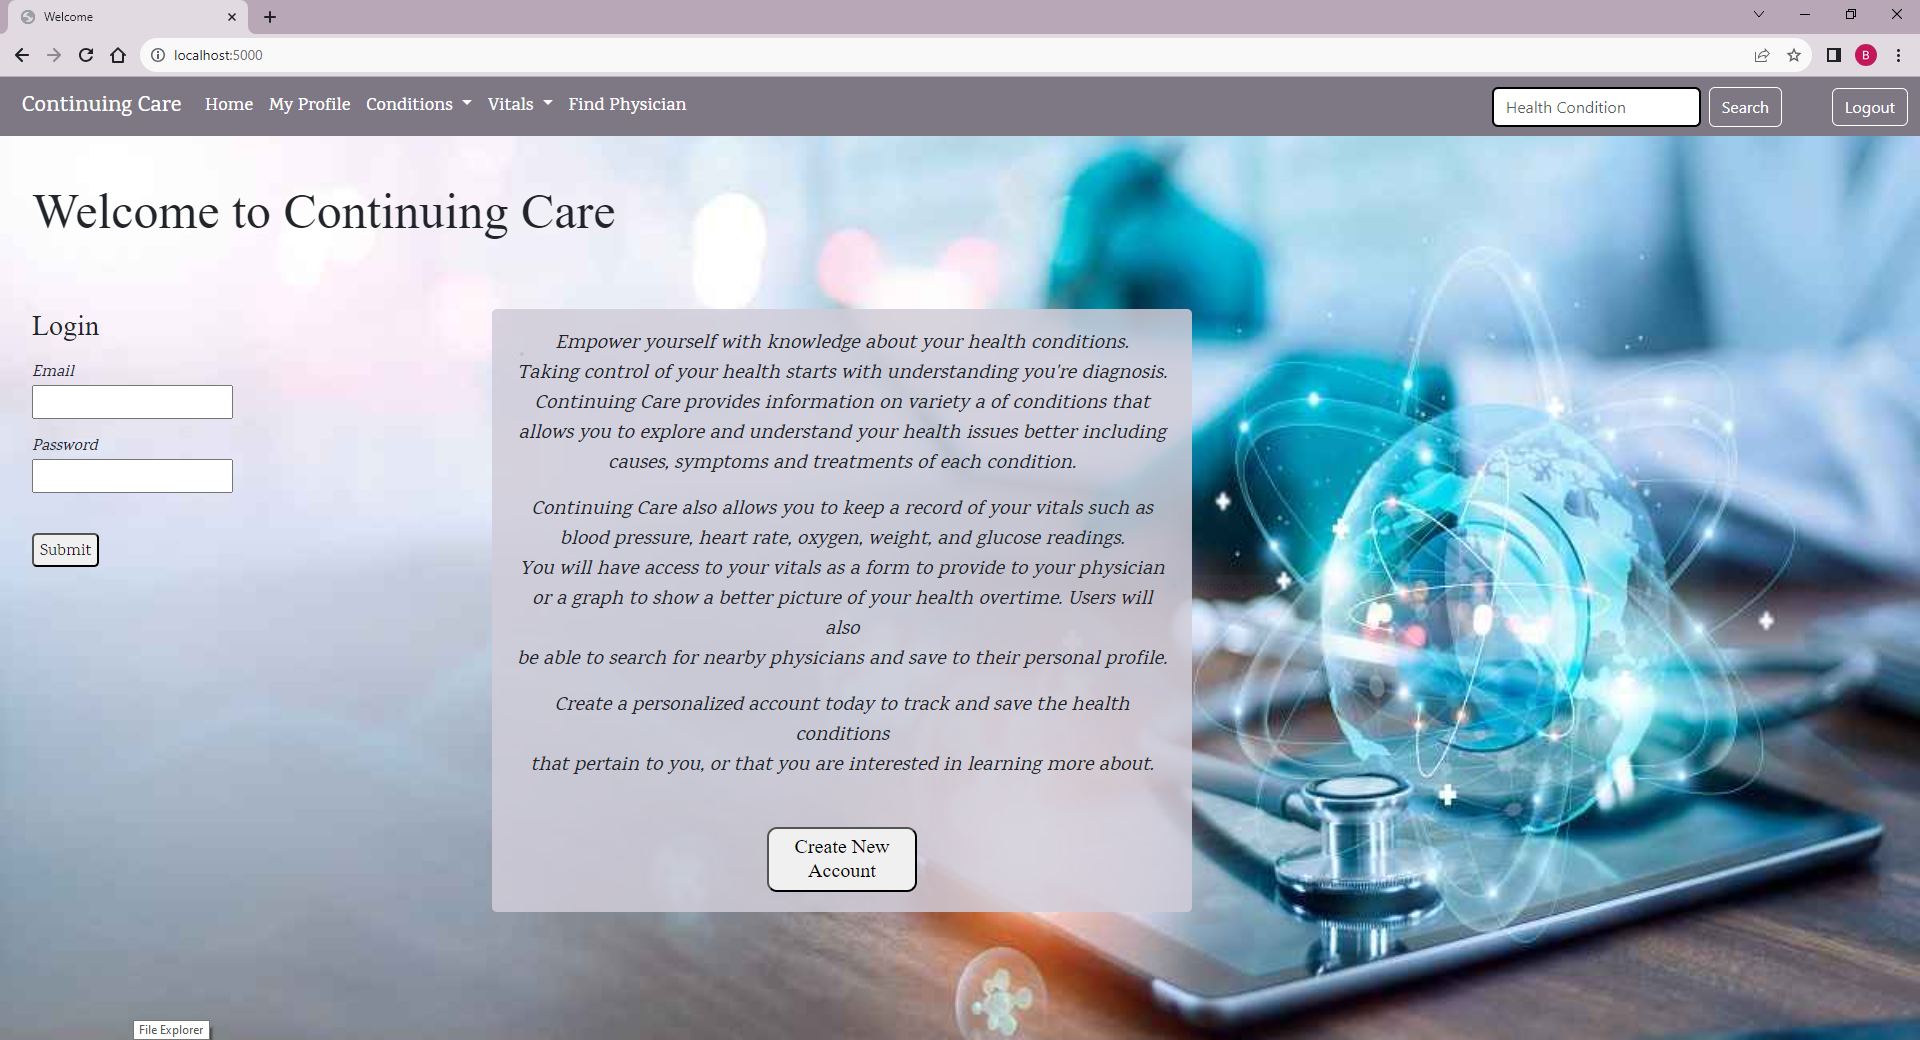 Welcome
localhost:5000
B
Continuing Care Home My Profile Conditions Vitals Find Physician Health Condition Search Logout
Welcome to Continuing Care
Login
Email
Password
Submit
Empower yourself with knowledge about your health conditions.
Taking control of your health starts with understanding you're diagnosis.
Continuing Care provides information on variety a of conditions that
allows you to explore and understand your health issues better including
causes, symptoms and treatments of each condition.
Continuing Care also allows you to keep a record of your vitals such as
blood pressure, heart rate, oxygen, weight, and glucose readings.
You will have access to your vitals as a form to provide to your physician
or a graph to show a better picture of your health overtime. Users will
also
be able to search for nearby physicians and save to their personal profile.
Create a personalized account today to track and save the health
conditions
that pertain to you, or that you are interested in learning more about.
Create New
Account
File Explorer